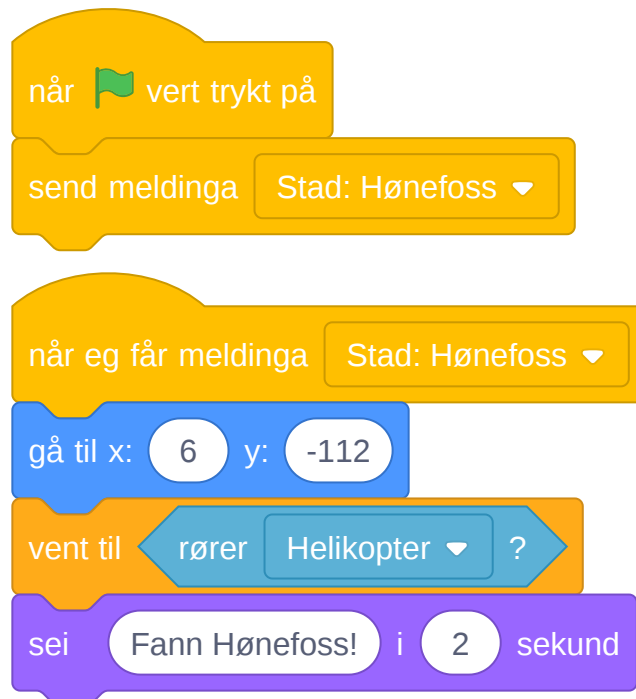 når vert trykt på
send meldinga Stad: Hønefoss
når eg får meldinga Stad: Hønefoss
gå til x: 6 y: -112
vent til rører Helikopter ?
sei Fann Hønefoss! i 2 sekund